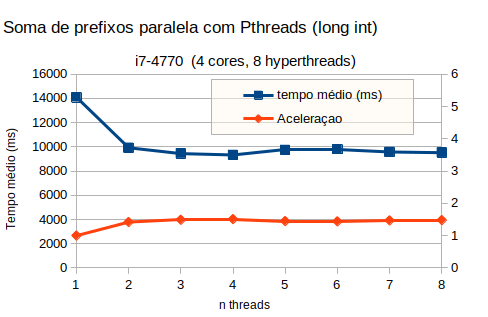 Soma de prefixos paralela com Pthreads (long int)
i7-4770 (4 cores, 8 hyperthreads)
16000
14000
12000
10000
8000
6000
4000
2000
0
Tempo médio (ms)
tempo médio (ms)
Aceleraçao
6
5
4
3
2
1
0
1 2 3 4 5 6 7 8
n threads